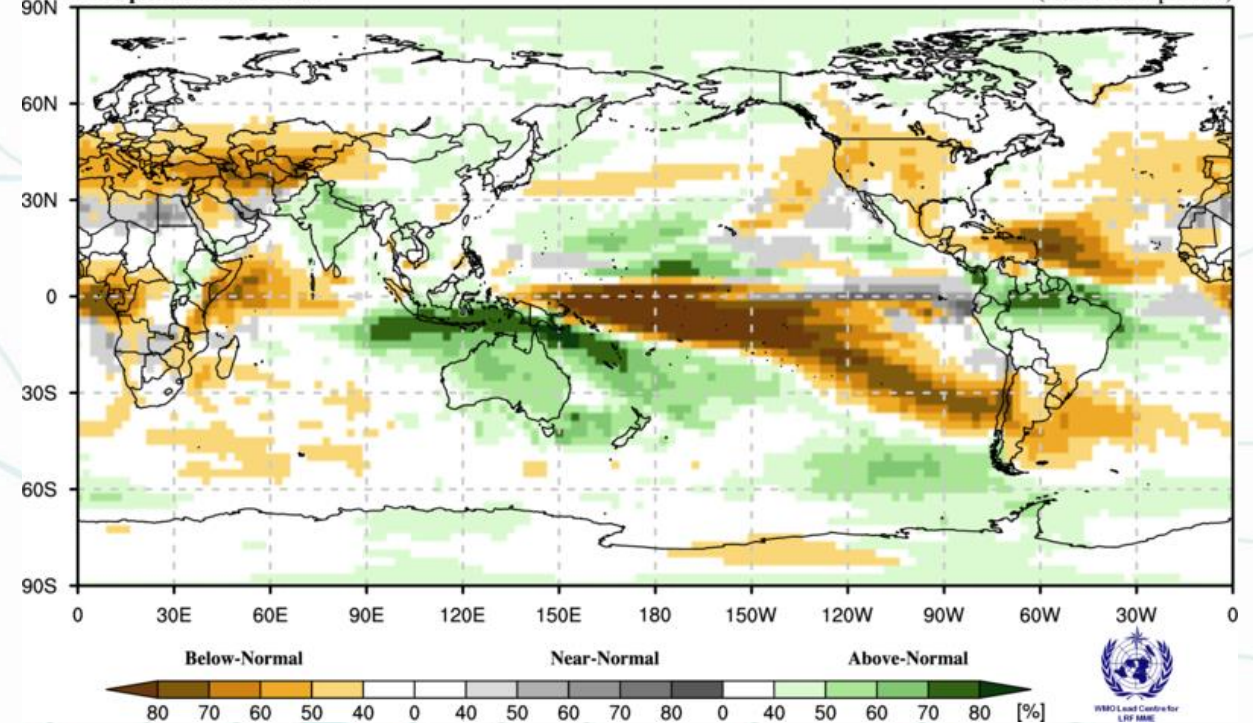 90N
60N
30N
0
30S
60S
90S
0 30E 60E 90E 120E 150E 180 150W 120W 90W 60W 30W 0
Below-Normal Near-Normal Above-Normal
80 70 60 50 40 0 40 50 60 70 80 0 40 50 60 70 80 [%]
WMO Lead Centre for
LRF MME